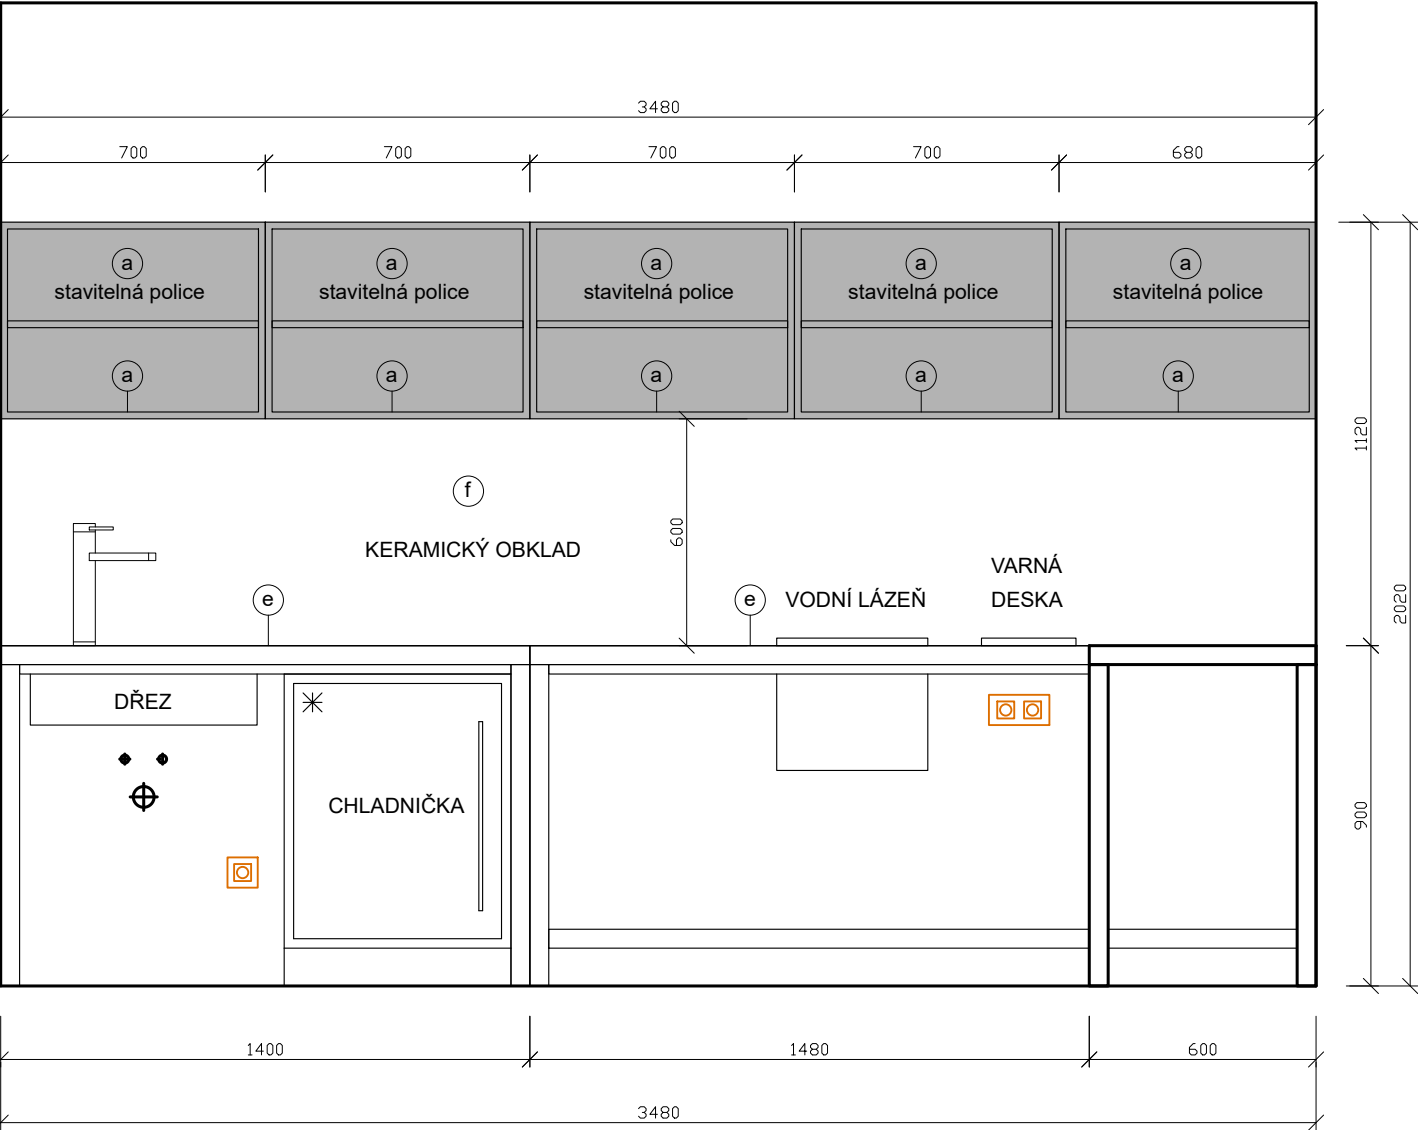 3480
700 700 700 700 680
a a a a a
stavitelná police stavitelná police stavitelná police stavitelná police stavitelná police
a a a a a
1120
f
600
KERAMICKÝ OBKLAD
VARNÁ
e e VODNÍ LÁZEŇ DESKA
2020
DŘEZ
CHLADNIČKA
900
1400 1480 600
3480